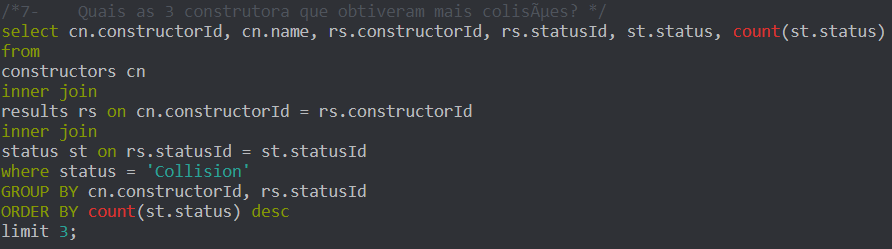 /*7-    Quais as 3 construtora que obtiveram mais colisÃµes? */
select cn.constructorId, cn.name, rs.constructorId, rs.statusId, st.status, count(st.status)
from
constructors cn
inner join
results rs on cn.constructorId = rs.constructorId
inner join
status st on rs.statusId = st.statusId
where status = 'Collision'
GROUP BY cn.constructorId, rs.statusId
ORDER BY count(st.status) desc
limit 3;